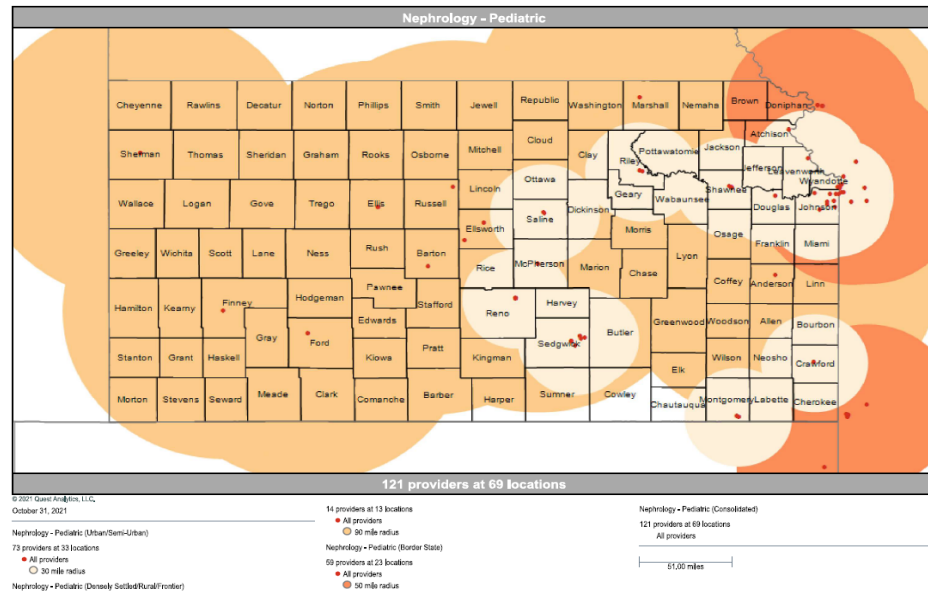 Nephrology - Pediatric
Cheyenne Rawlins Decatur Norton Phillips Smith Jewell Republic Washington Marshall Nemaha Brown Doniphan
Sherman Thomas Sheridan Graham Rooks Osborne Mitchell Cloud Clay Riley Pottawatomie Jackson Atchison
Jefferson Leavenworth Wyandotte
Wallace Logan Gove Trego Ellis Russell Lincoln Ottawa Saline Dickinson Geary Wabaunsee Shawnee Douglas Johnson
Greeley Wichita Scott Lane Ness Rush Barton Ellsworth Rice McPherson Marion Morris Chase Lyon Osage Franklin Miami
Hamilton Kearny Finney Hodgeman Pawnee Stafford Reno Harvey Coffey Anderson Linn
Gray Ford Edwards Pratt Sedgwick Butler Greenwood Woodson Allen Bourbon
Stanton Grant Haskell Kiowa Kingman Elk Wilson Neosho Crawford
Morton Stevens Seward Meade Clark Comanche Barber Harper Sumner Cowley Chautauqua Montgomery Labette Cherokee
121 providers at 69 locations
© 2021 Quest Analytics, LLC.
October 31, 2021
Nephrology - Pediatric (Urban/Semi-Urban)
73 providers at 33 locations
All providers
30 mile radius
Nephrology - Pediatric (Densely Settled/Rural/Frontier)
14 providers at 13 locations
All providers
90 mile radius
Nephrology - Pediatric (Border State)
59 providers at 23 locations
All providers
50 mile radius
Nephrology - Pediatric (Consolidated)
121 providers at 69 locations
All providers
51.00 miles